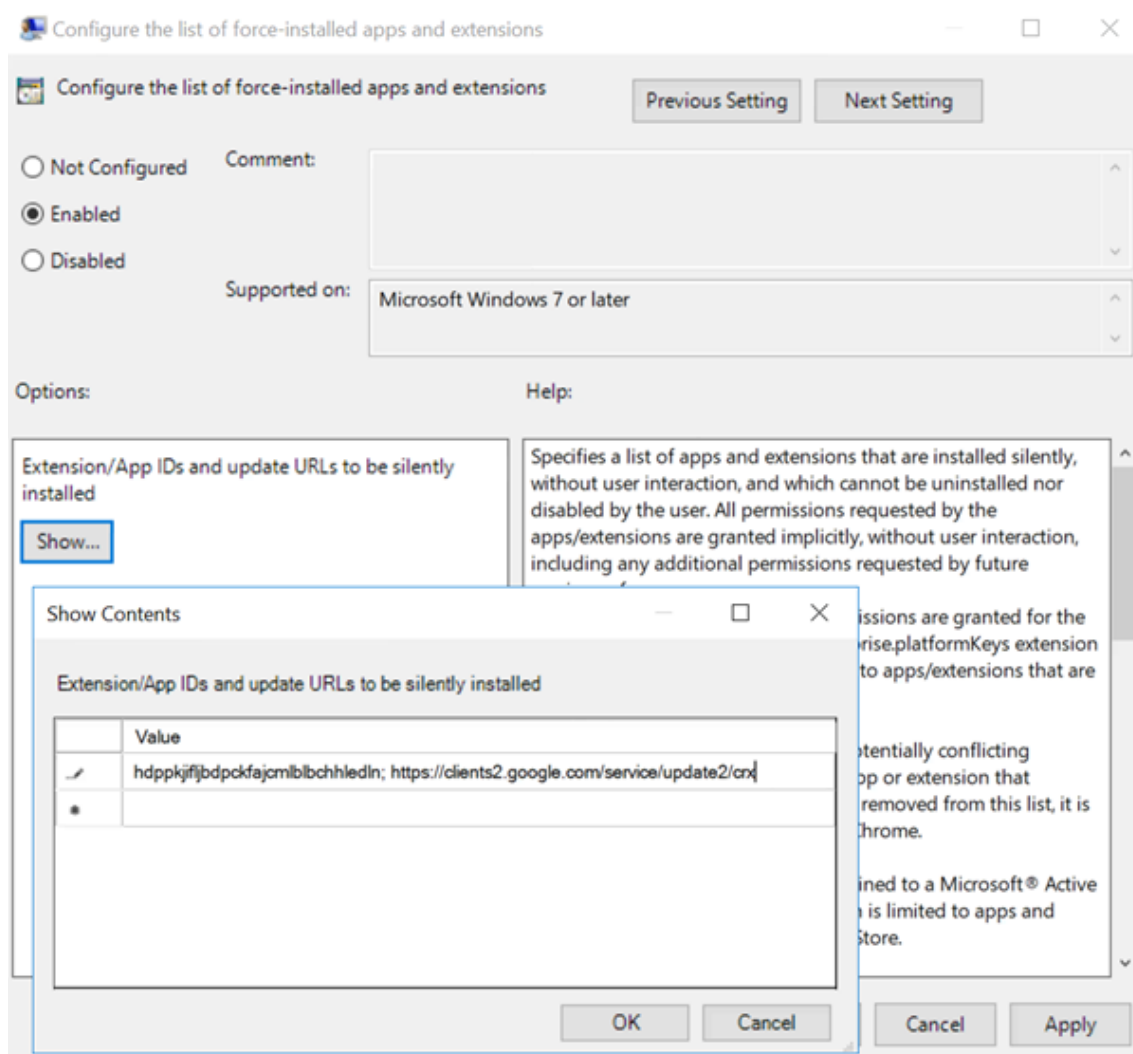 Configure the list of force-installed apps and extensions
Configure the list of force-installed apps and extensions
Previous Setting
Next Setting
Not Configured
Enabled
Disabled
Comment:
Supported on:
Microsoft Windows 7 or later
Options:
Help:
Extension/App IDs and update URLs to be silently
installed
Show...
Specifies a list of apps and extensions that are installed silently,
without user interaction, and which cannot be uninstalled nor
disabled by the user. All permissions requested by the
apps/extensions are granted implicitly, without user interaction,
including any additional permissions requested by future
issions are granted for the
rise.platformKeys extension
to apps/extensions that are
otentially conflicting
op or extension that
removed from this list, it is
Chrome.
ined to a Microsoft® Active
is limited to apps and
Store.
Show Contents
Extension/App IDs and update URLs to be silently installed
Value
hdppkjifljbdpckfajcmlblbchhledln; https://clients2.google.com/service/update2/crx
OK
Cancel
Cancel
Apply